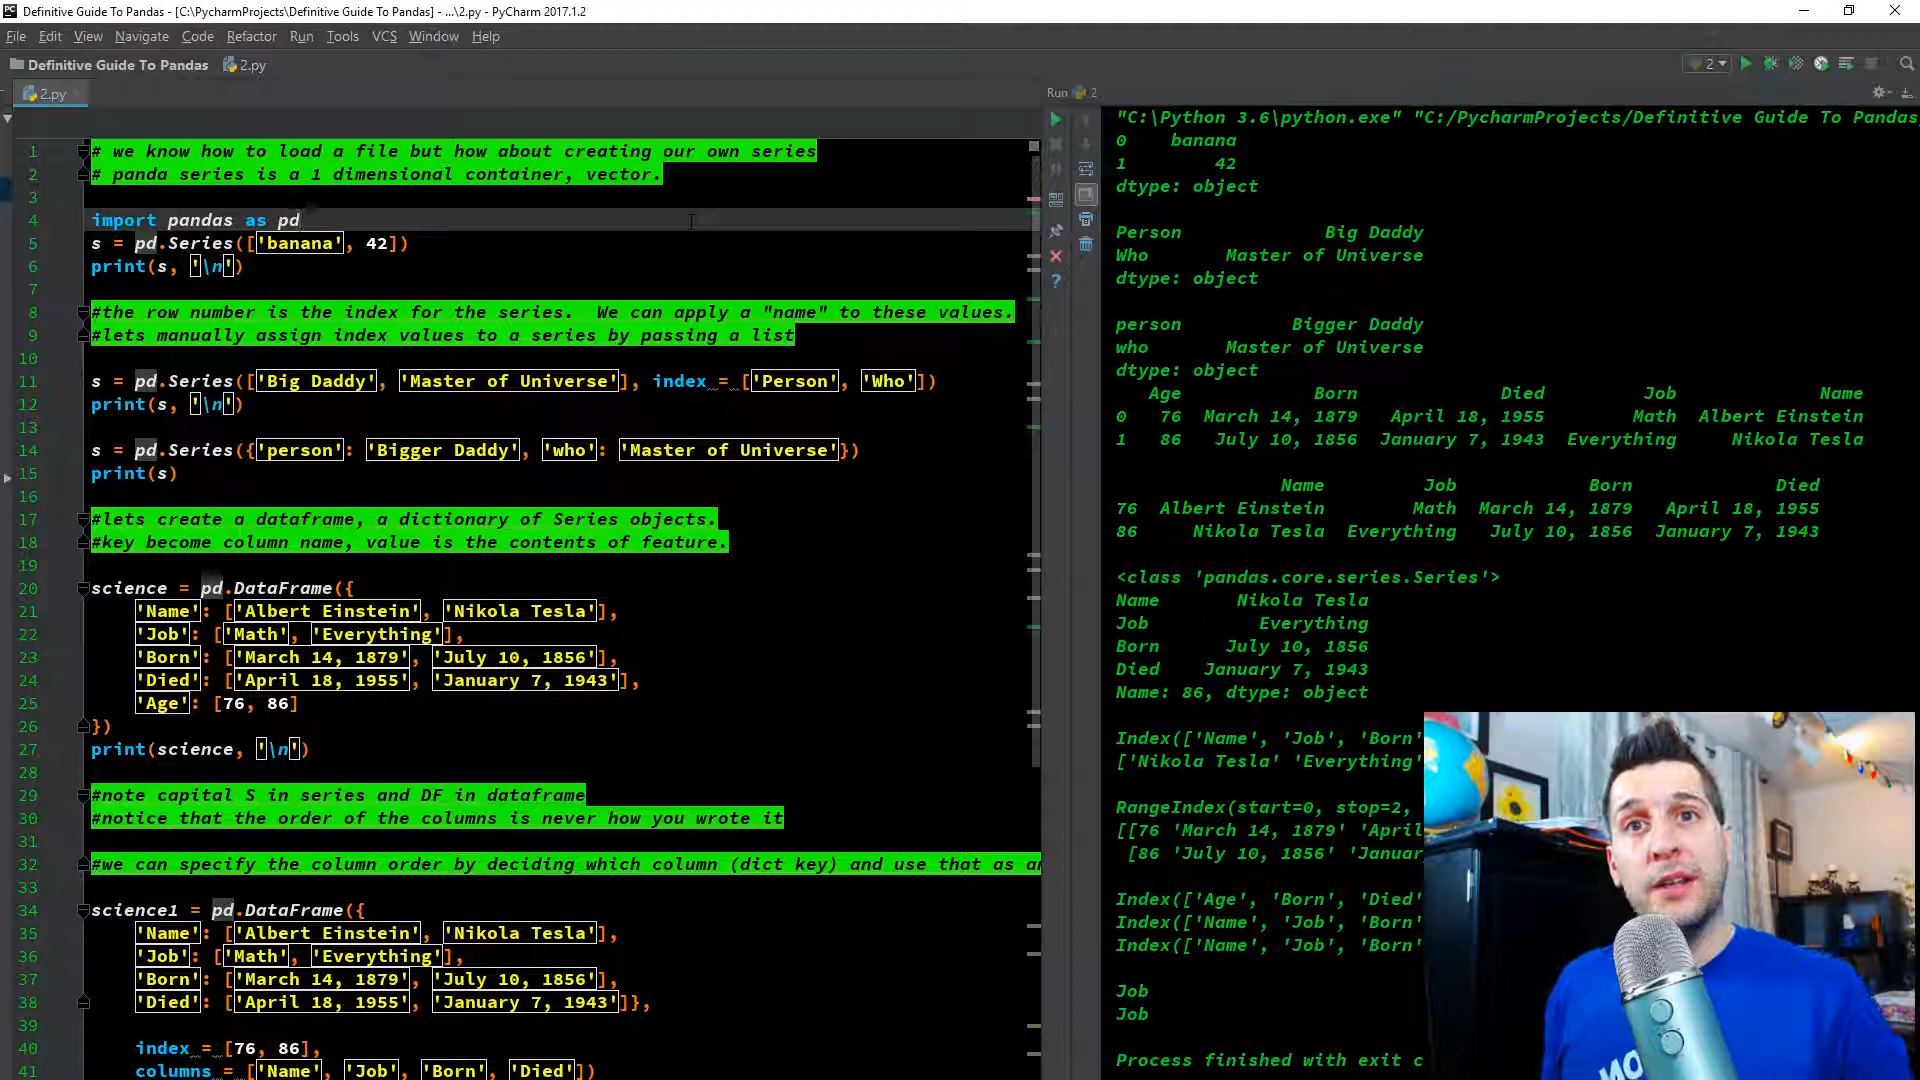 Definitive Guide To Pandas - [C:\PycharmProjects\Definitive Guide To Pandas] - ...\2.py - PyCharm 2017.1.2
File Edit View Navigate Code Refactor Run Tools VCS Window Help
Definitive Guide To Pandas 2.py
2
2.py
Run 2
1 # we know how to load a file but how about creating our own series
2 # panda series is a 1 dimensional container, vector.
3
4 import pandas as pd
5 s = pd.Series(['banana', 42])
6 print(s, '\n')
7
8 #the row number is the index for the series.  We can apply a "name" to these values.
9 #lets manually assign index values to a series by passing a list
10
11 s = pd.Series(['Big Daddy', 'Master of Universe'], index = ['Person', 'Who'])
12 print(s, '\n')
13
14 s = pd.Series({'person': 'Bigger Daddy', 'who': 'Master of Universe'})
15 print(s)
16
17 #lets create a dataframe, a dictionary of Series objects.
18 #key become column name, value is the contents of feature.
19
20 science = pd.DataFrame({
21 'Name': ['Albert Einstein', 'Nikola Tesla'],
22 'Job': ['Math', 'Everything'],
23 'Born': ['March 14, 1879', 'July 10, 1856'],
24 'Died': ['April 18, 1955', 'January 7, 1943'],
25 'Age': [76, 86]
26 })
27 print(science, '\n')
28
29 #note capital S in series and DF in dataframe
30 #notice that the order of the columns is never how you wrote it
31
32 #we can specify the column order by deciding which column (dict key) and use that as
33
34 science1 = pd.DataFrame({
35 'Name': ['Albert Einstein', 'Nikola Tesla'],
36 'Job': ['Math', 'Everything'],
37 'Born': ['March 14, 1879', 'July 10, 1856'],
38 'Died': ['April 18, 1955', 'January 7, 1943']},
39
40 index = [76, 86],
41 columns = ['Name', 'Job', 'Born', 'Died'])
"C:\Python 3.6\python.exe" "C:/PycharmProjects/Definitive Guide To Pandas
0 banana
1 42
dtype: object
Person Big Daddy
Who Master of Universe
dtype: object
person Bigger Daddy
who Master of Universe
dtype: object
Age Born Died Job Name
0 76 March 14, 1879 April 18, 1955 Math Albert Einstein
1 86 July 10, 1856 January 7, 1943 Everything Nikola Tesla
Name Job Born Died
76 Albert Einstein Math March 14, 1879 April 18, 1955
86 Nikola Tesla Everything July 10, 1856 January 7, 1943
<class 'pandas.core.series.Series'>
Name Nikola Tesla
Job Everything
Born July 10, 1856
Died January 7, 1943
Name: 86, dtype: object
Index(['Name', 'Job', 'Born'
['Nikola Tesla' 'Everything'
RangeIndex(start=0, stop=2,
[[76 'March 14, 1879' 'April
[86 'July 10, 1856' 'Januar
Index(['Age', 'Born', 'Died'
Index(['Name', 'Job', 'Born'
Index(['Name', 'Job', 'Born'
Job
Job
Process finished with exit c